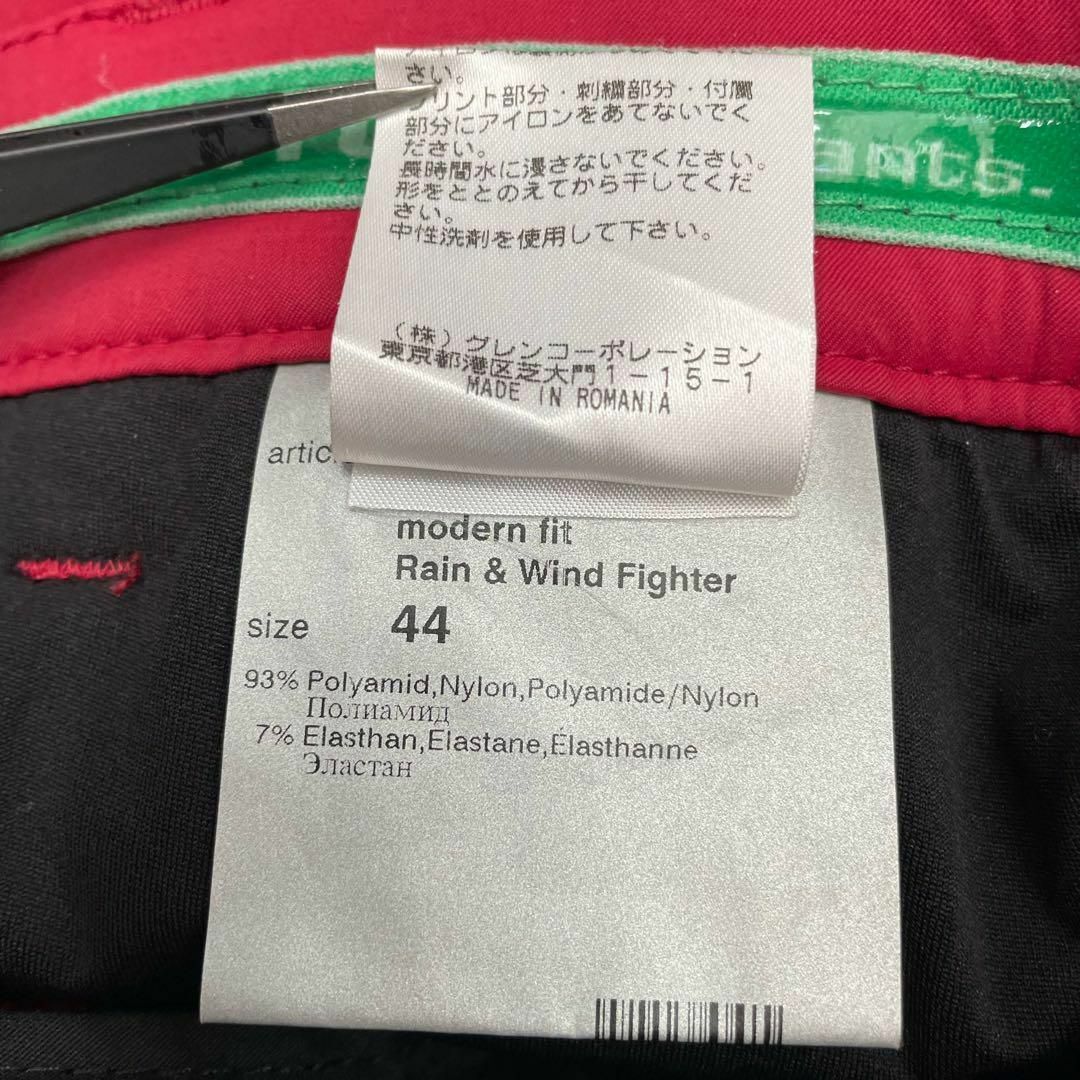 さい。
プリント部分・刺繍部分・付属
部分にアイロンをあてないでく
ださい。
長時間水に浸さないでください。
形をととのえてから干してくだ
さい。
中性洗剤を使用して下さい。
(株)グレンコーポレーション
東京都港区芝大門1-15-1
MADE IN ROMANIA
modern fit
Rain & Wind Fighter
size 44
93% Polyamid,Nylon,Polyamide/Nylon
Полиамид
7% Elasthan,Elastane,Élasthanne
Эластан